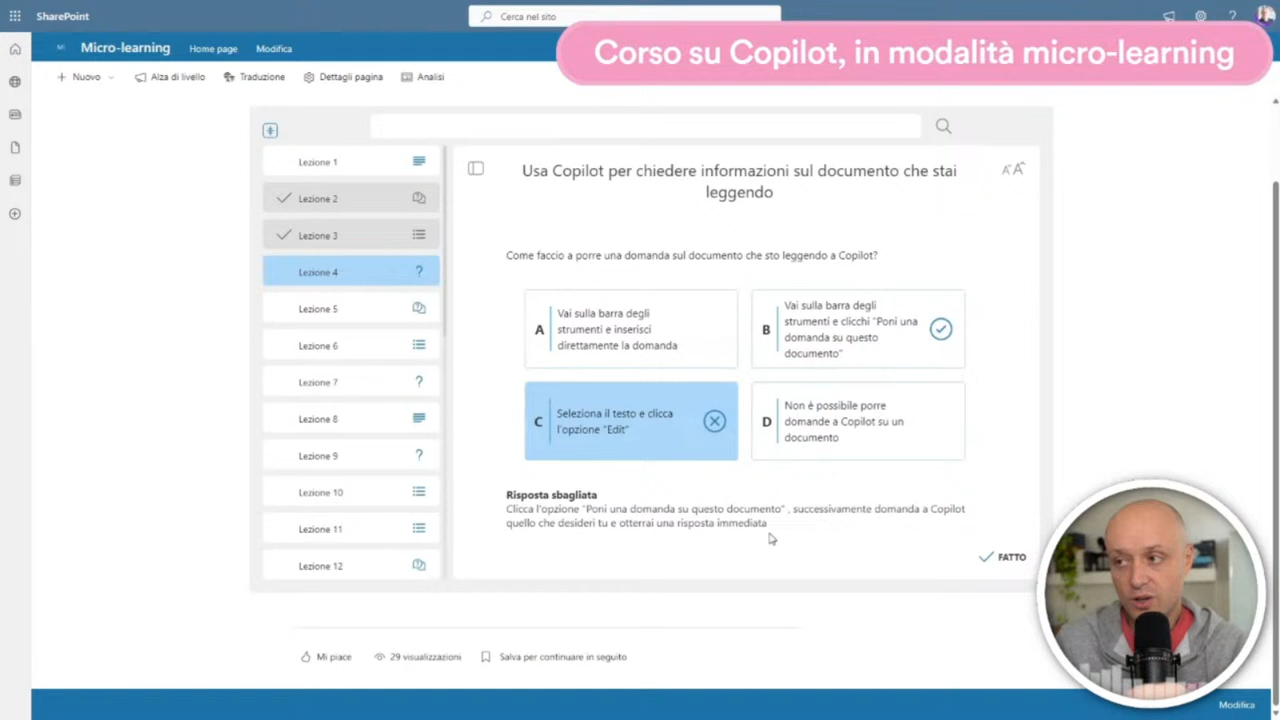 SharePoint
Cerca nel sito
?
Mi
Micro-learning
Home page
Modifica
Corso su Copilot, in modalità micro-learning
Nuovo
Alza di livello
Traduzione
Dettagli pagina
Analisi
Lezione 1
Lezione 2
Lezione 3
Lezione 4
?
Lezione 5
Lezione 6
Lezione 7
?
Lezione 8
Lezione 9
?
Lezione 10
Lezione 11
Lezione 12
Usa Copilot per chiedere informazioni sul documento che stai
leggendo
AA
Come faccio a porre una domanda sul documento che sto leggendo a Copilot?
A
Vai sulla barra degli
strumenti e inserisci
direttamente la domanda
B
Vai sulla barra degli
strumenti e clicchi "Poni una
domanda su questo
documento"
C
Seleziona il testo e clicca
l'opzione "Edit"
D
Non è possibile porre
domande a Copilot su un
documento
Risposta sbagliata
Clicca l'opzione "Poni una domanda su questo documento" , successivamente domanda a Copilot
quello che desideri tu e otterrai una risposta immediata
FATTO
Mi piace
29 visualizzazioni
Salva per continuare in seguito
Modifica